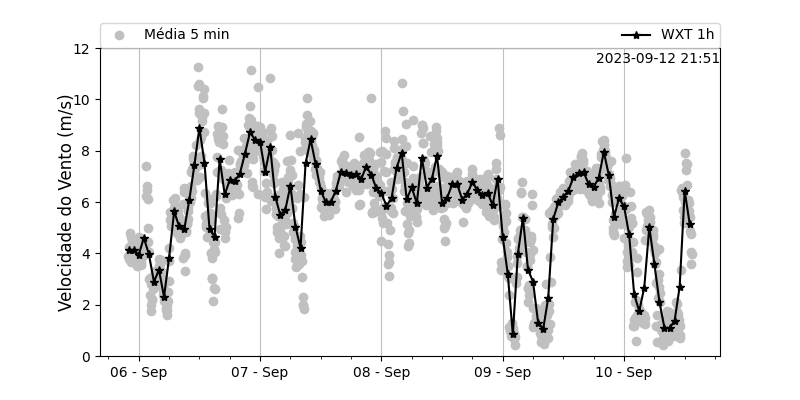 Média 5 min
WXT 1h
2023-09-12 21:51
Velocidade do Vento (m/s)
12
10
8
6
4
2
0
06 - Sep
07 - Sep
08 - Sep
09 - Sep
10 - Sep